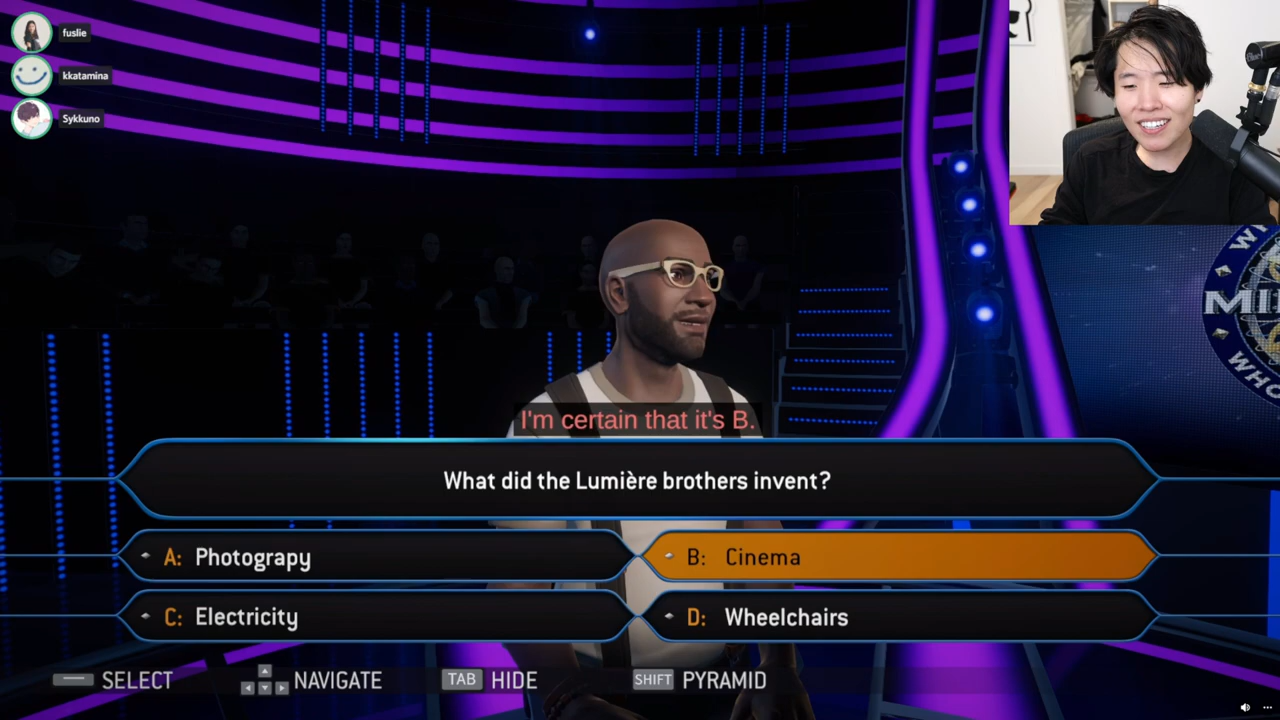 fuslie
kkatamina
Sykkuno
I'm certain that it's B.
What did the Lumière brothers invent?
A: Photograpy
B: Cinema
C: Electricity
D: Wheelchairs
SELECT
NAVIGATE
TAB HIDE
SHIFT PYRAMID